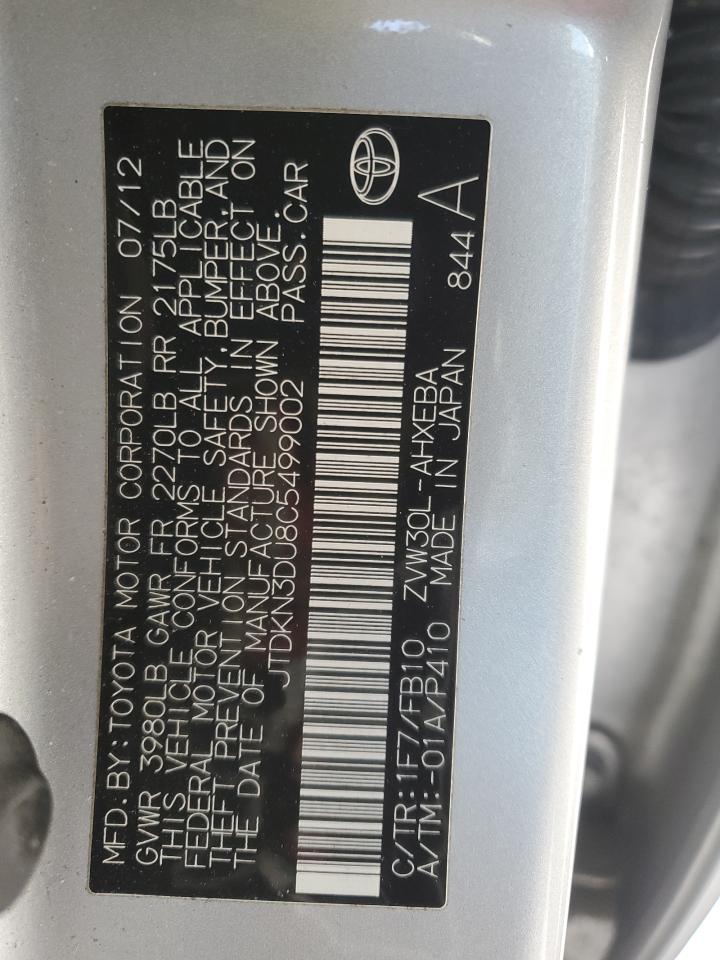 MFD.BY:TOYOTA MOTOR CORPORATION 07/12
GVWR 3980LB GAWR FR 2270LB RR 2175LB
THIS VEHICLE CONFORMS TO ALL APPLICABLE
FEDERAL MOTOR VEHICLE SAFETY,BUMPER,AND
THEFT PREVENTION STANDARDS IN EFFECT ON
THE DATE OF MANUFACTURE SHOWN ABOVE.
JTDKN3DU8C5499002 PASS.CAR
C/TR:1F7/FB10 ZVW30L-AHXEBA
A/TM:-01A/P410 MADE IN JAPAN 844 A